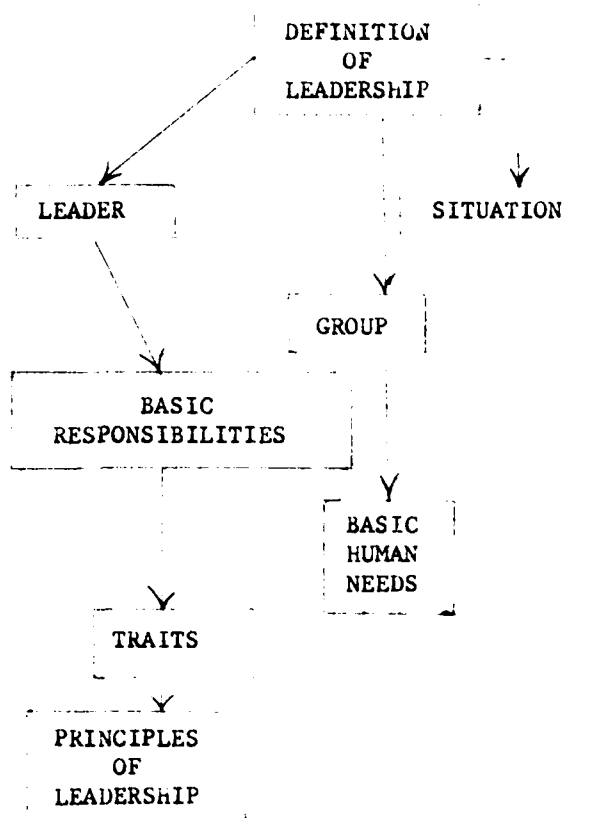 DEFINITION
OF
LEADERSHIP
LEADER
SITUATION
GROUP
BASIC
RESPONSIBILITIES
BASIC
HUMAN
NEEDS
TRAITS
PRINCIPLES
OF
LEADERSHIP